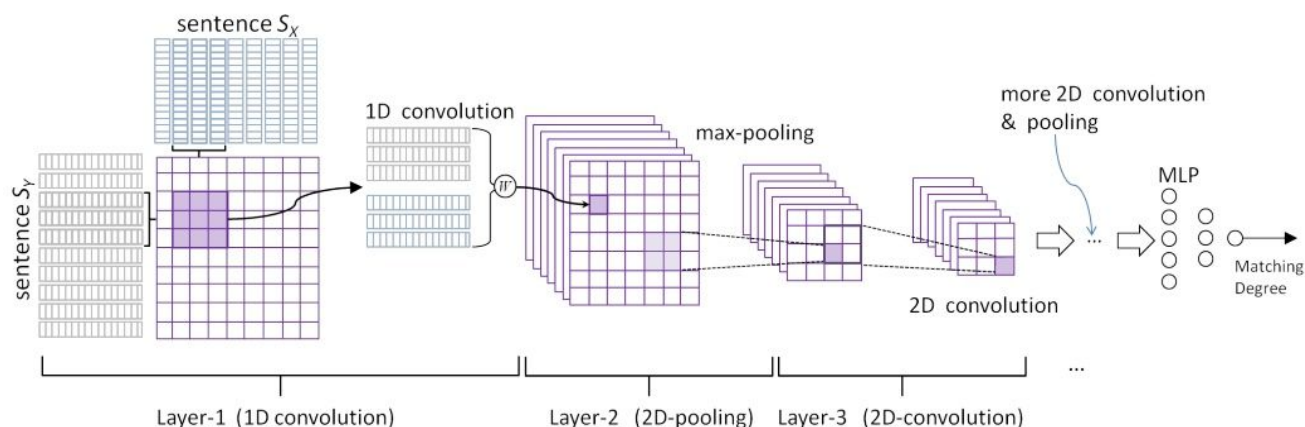 sentence S_X
sentence S_Y
1D convolution
W
max-pooling
more 2D convolution
& pooling
...
MLP
Matching
Degree
2D convolution
...
Layer-1 (1D convolution)
Layer-2 (2D-pooling)
Layer-3 (2D-convolution)